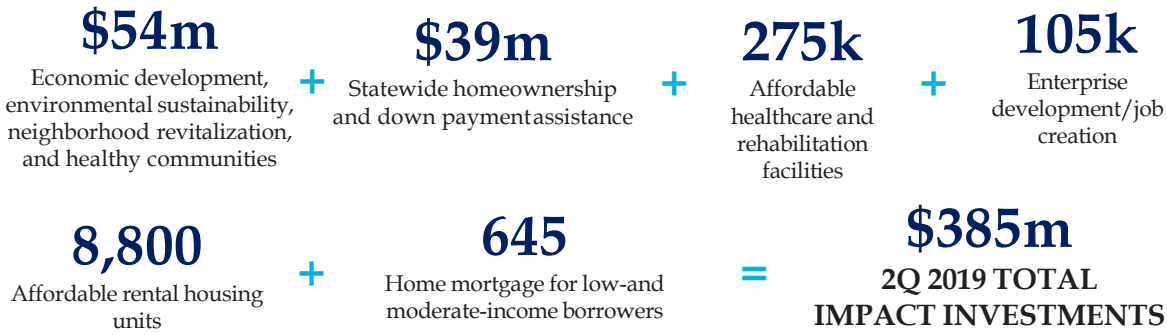 $54m
Economic development,
environmental sustainability,
neighborhood revitalization,
and healthy communities
+
$39m
Statewide homeownership
and down payment assistance
+
275k
Affordable
healthcare and
rehabilitation
facilities
+
105k
Enterprise
development/job
creation
8,800
Affordable rental housing
units
+
645
Home mortgage for low-and
moderate-income borrowers
=
$385m
2Q 2019 TOTAL
IMPACT INVESTMENTS